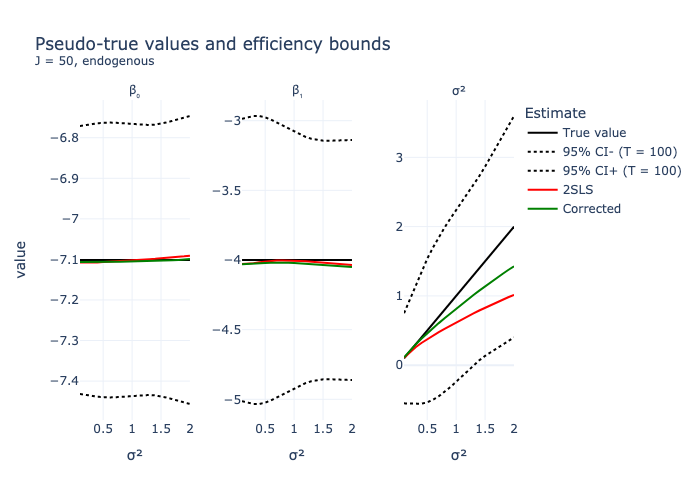 Pseudo-true values and efficiency bounds
J = 50, endogenous
β₀
β₁
σ²
Estimate
True value
95% CI- (T = 100)
95% CI+ (T = 100)
2SLS
Corrected
value
−6.8
−6.9
−7
−7.1
−7.2
−7.3
−7.4
−3
−3.5
−4
−4.5
−5
3
2
1
0
0.5 1 1.5 2
0.5 1 1.5 2
0.5 1 1.5 2
σ²
σ²
σ²